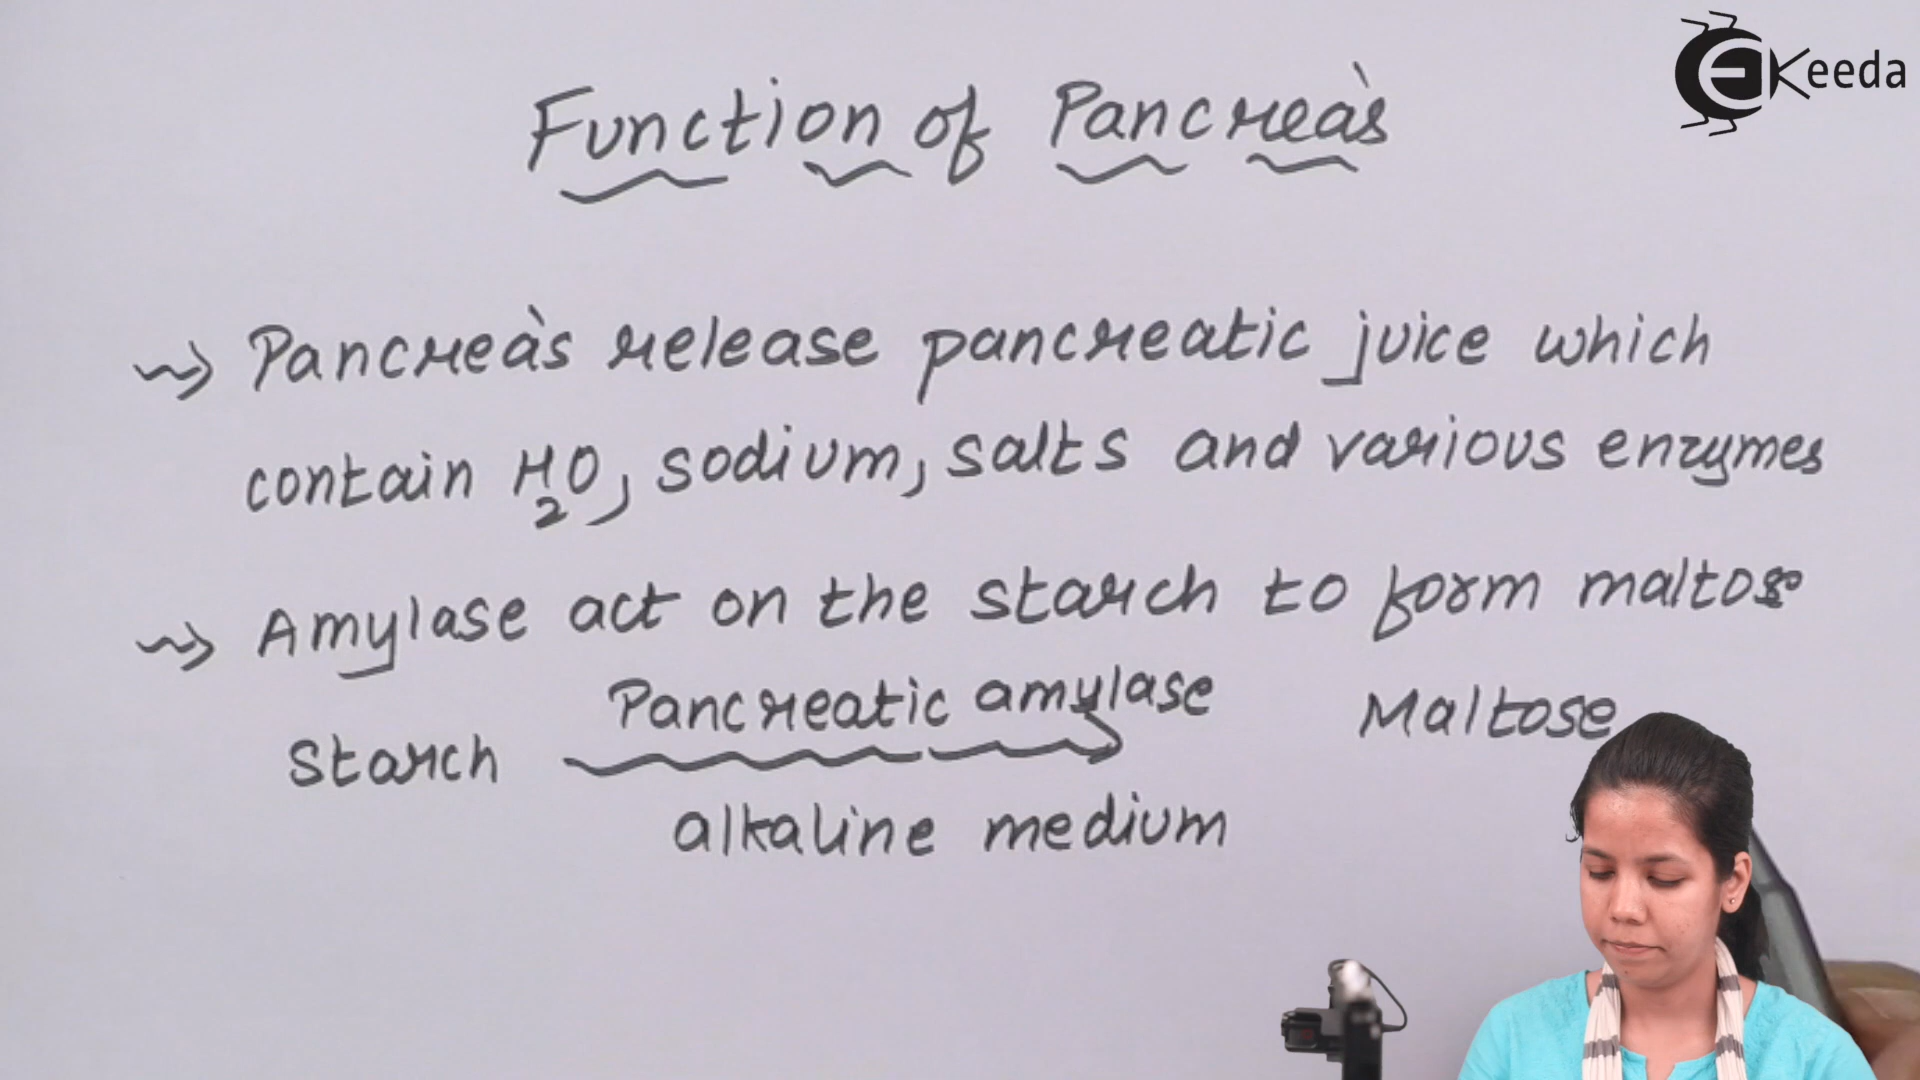 EKeeda
Function of Pancreas
Pancreas release pancreatic juice which
contain H₂O, sodium, salts and various enzymes
Amylase act on the starch to form maltose
Pancreatic amylase
Starch Maltose
alkaline medium